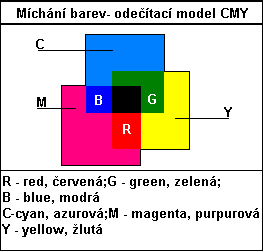 Míchání barev- odečítací model CMY
C
M
B
G
Y
R
R - red, červená;G - green, zelená;
B - blue, modrá
C-cyan, azurová;M - magenta, purpurová
Y - yellow, žlutá